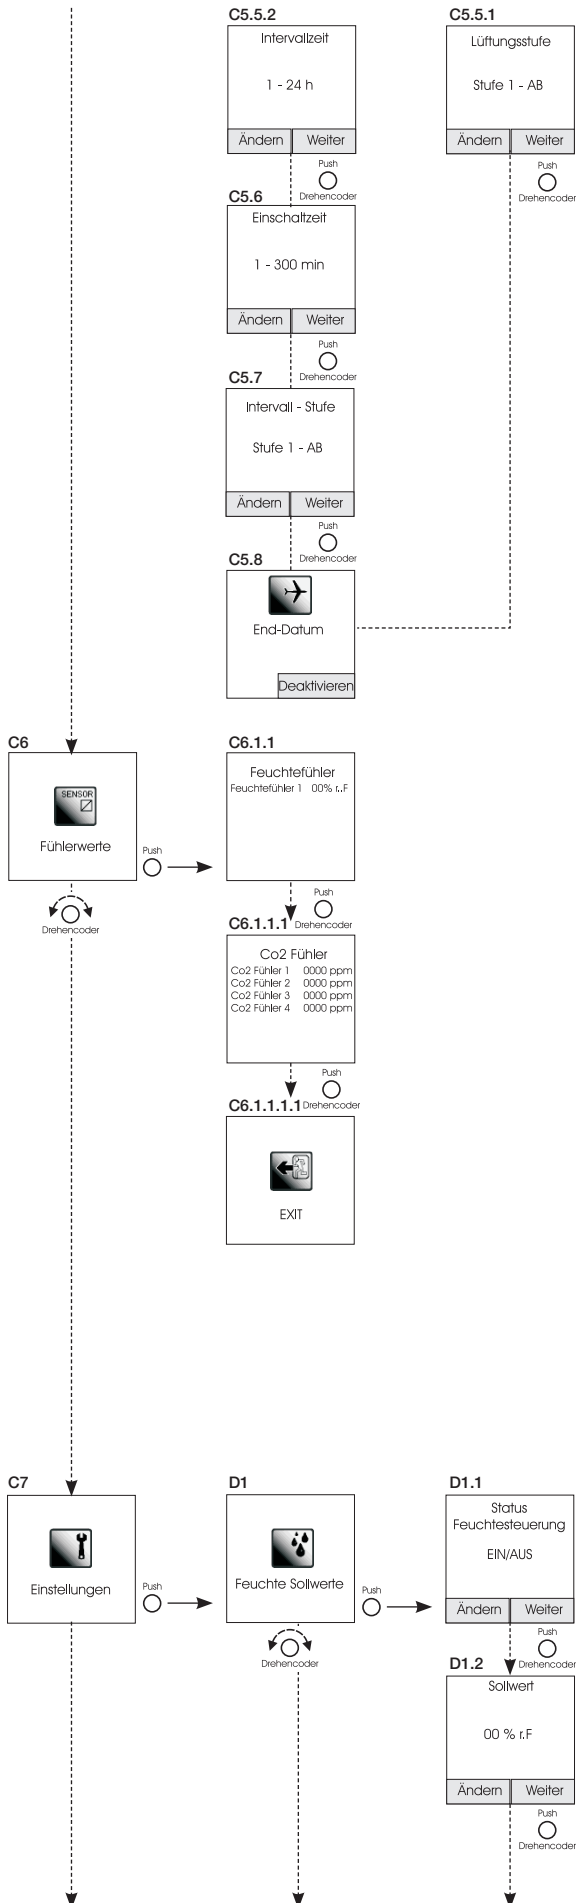 C5.5.2
Intervallzeit
1 - 24 h
Ändern
Weiter
Push
Drehencoder
C5.5.1
Lüftungsstufe
Stufe 1 - AB
Ändern
Weiter
Push
Drehencoder
C5.6
Einschaltzeit
1 - 300 min
Ändern
Weiter
Push
Drehencoder
C5.7
Intervall - Stufe
Stufe 1 - AB
Ändern
Weiter
Push
Drehencoder
C5.8
End-Datum
Deaktivieren
C6
SENSOR
Fühlerwerte
Push
Drehencoder
C6.1.1
Feuchtefühler
Feuchtefühler 1 00% r.F
Push
Drehencoder
C6.1.1.1
Co2 Fühler
Co2 Fühler 1 0000 ppm
Co2 Fühler 2 0000 ppm
Co2 Fühler 3 0000 ppm
Co2 Fühler 4 0000 ppm
Push
Drehencoder
C6.1.1.1.1
EXIT
C7
Einstellungen
Push
D1
Feuchte Sollwerte
Push
Drehencoder
D1.1
Status
Feuchtesteuerung
EIN/AUS
Ändern
Weiter
Push
Drehencoder
D1.2
Sollwert
00 % r.F
Ändern
Weiter
Push
Drehencoder